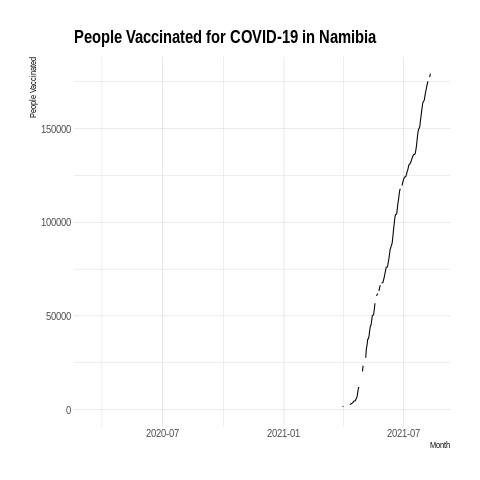 People Vaccinated for COVID-19 in Namibia
People Vaccinated
150000
100000
50000
0
2020-07 2021-01 2021-07
Month